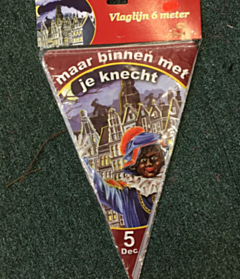 Vlaglijn 6 meter
maar binnen met
je knecht
5
Dec.